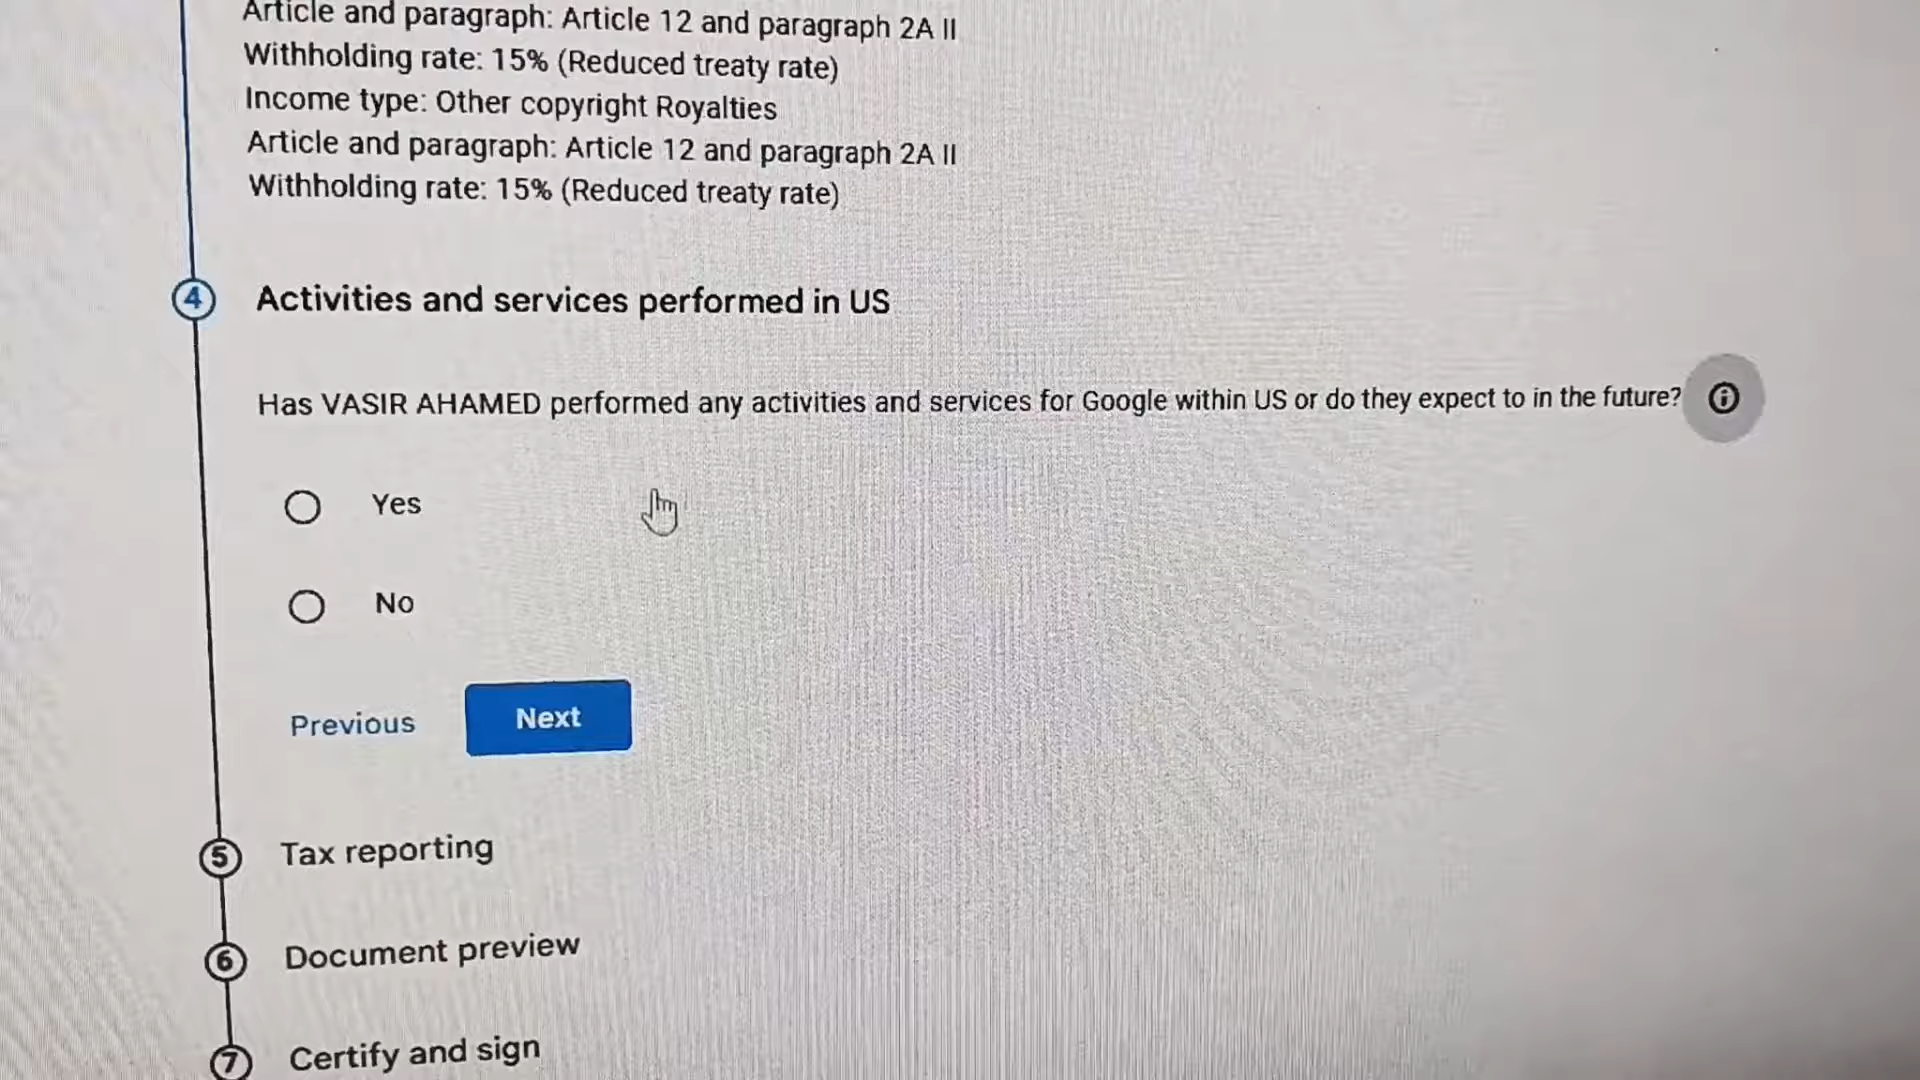 Article and paragraph: Article 12 and paragraph 2A II
Withholding rate: 15% (Reduced treaty rate)
Income type: Other copyright Royalties
Article and paragraph: Article 12 and paragraph 2A II
Withholding rate: 15% (Reduced treaty rate)
4 Activities and services performed in US
Has VASIR AHAMED performed any activities and services for Google within US or do they expect to in the future?
Yes
No
Previous Next
5 Tax reporting
6 Document preview
7 Certify and sign